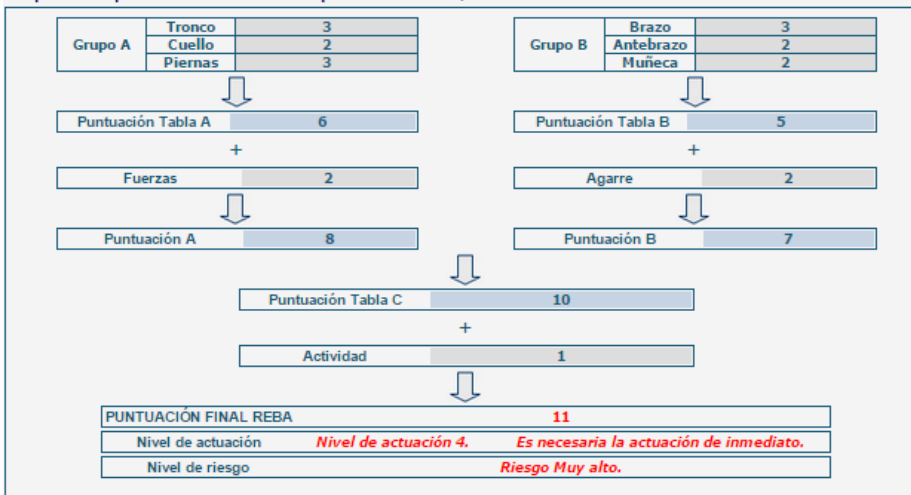 Grupo A Tronco 3 Grupo B Brazo 3
Cuello 2 Antebrazo 2
Piernas 3 Muñeca 2
Puntuación Tabla A 6 Puntuación Tabla B 5
+ +
Fuerzas 2 Agarre 2
Puntuación A 8 Puntuación B 7
Puntuación Tabla C 10
+
Actividad 1
PUNTUACIÓN FINAL REBA 11
Nivel de actuación Nivel de actuación 4. Es necesaria la actuación de inmediato.
Nivel de riesgo Riesgo Muy alto.